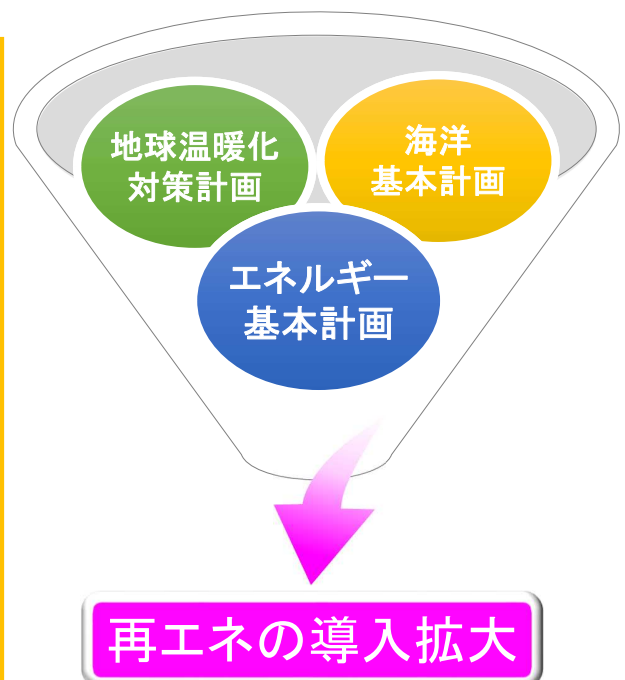 地球温暖化
対策計画
海洋
基本計画
エネルギー
基本計画
再エネの導入拡大